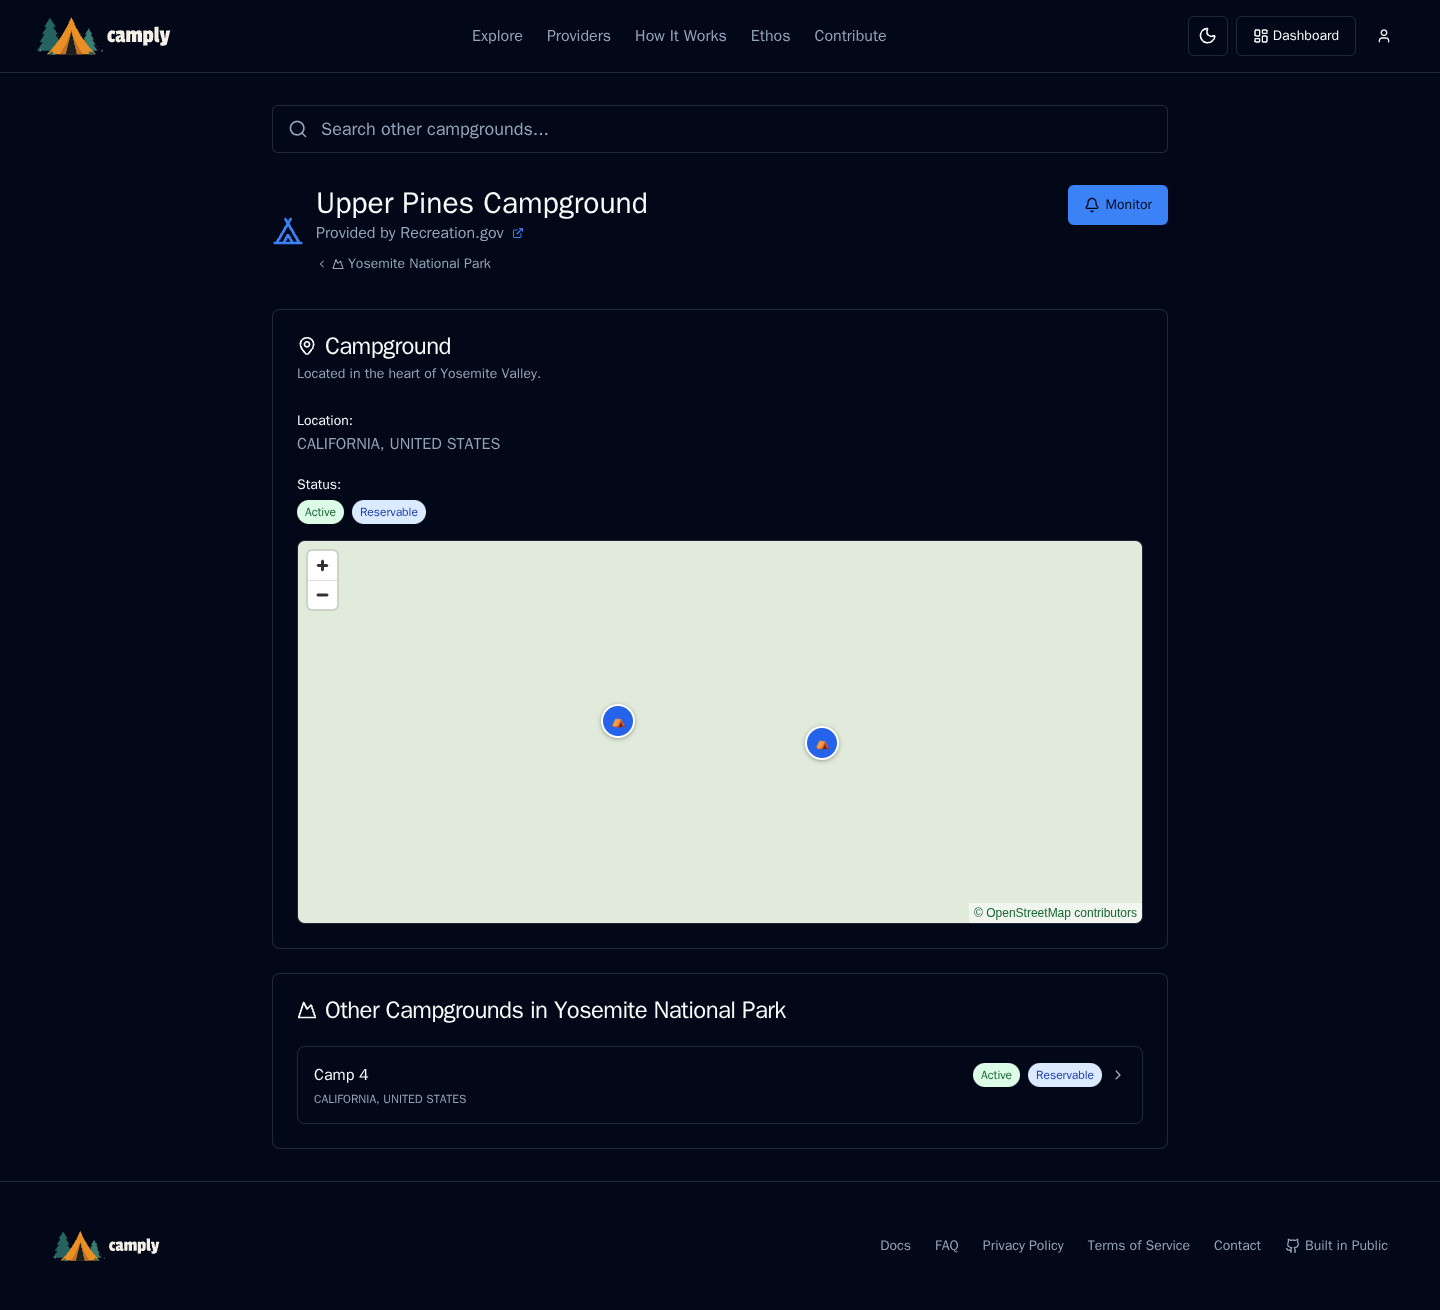 camply
Explore
Providers
How It Works
Ethos
Contribute
Dashboard
Search other campgrounds...
Upper Pines Campground
Monitor
Provided by Recreation.gov
Yosemite National Park
Campground
Located in the heart of Yosemite Valley.
Location:
CALIFORNIA, UNITED STATES
Status:
Active
Reservable
© OpenStreetMap contributors
Other Campgrounds in Yosemite National Park
Camp 4
Active
Reservable
CALIFORNIA, UNITED STATES
camply
Docs
FAQ
Privacy Policy
Terms of Service
Contact
Built in Public